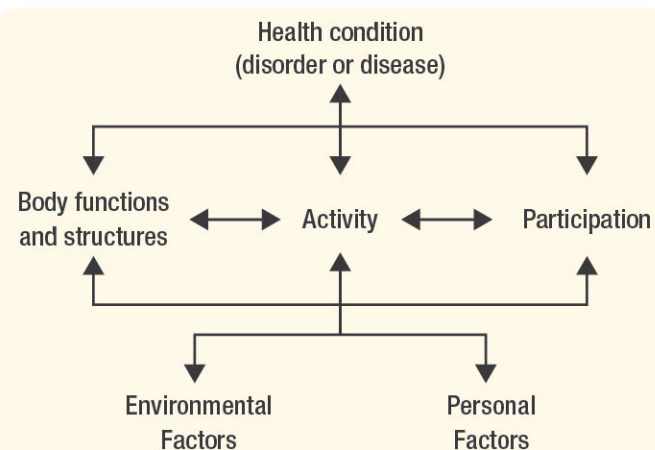 Health condition
(disorder or disease)
Body functions
and structures
Activity
Participation
Environmental
Factors
Personal
Factors